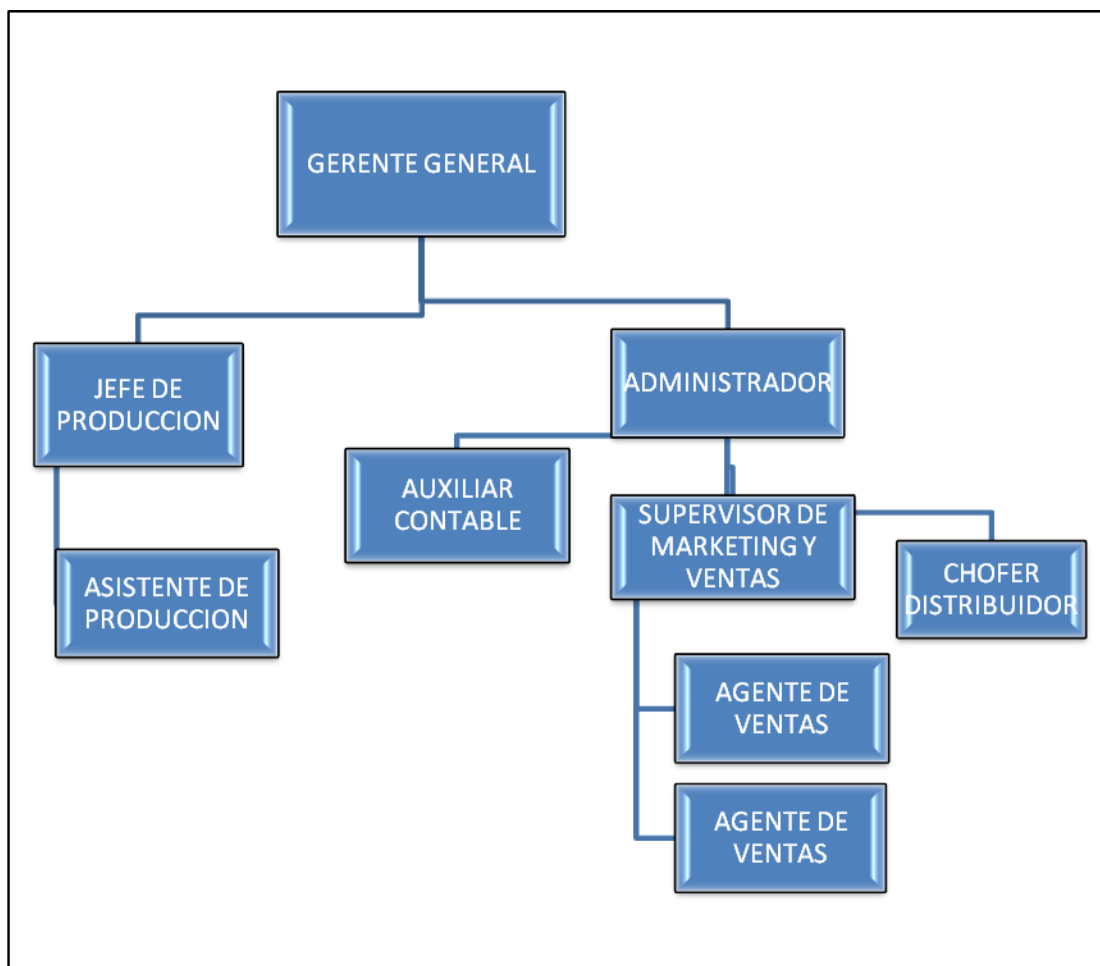 GERENTE GENERAL
JEFE DE
PRODUCCION
ADMINISTRADOR
AUXILIAR
CONTABLE
SUPERVISOR DE
MARKETING Y
VENTAS
CHOFER
DISTRIBUIDOR
ASISTENTE DE
PRODUCCION
AGENTE DE
VENTAS
AGENTE DE
VENTAS